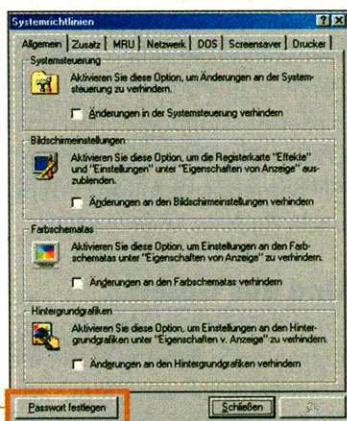 Systemrichtlinien
Allgemein Zusatz MRU Netzwerk DOS Screensaver Drucker
Systemsteuerung
Aktivieren Sie diese Option, um Änderungen an der System-
steuerung zu verhindern.
Änderungen in der Systemsteuerung verhindern
Bildschirmeinstellungen
Aktivieren Sie diese Option, um die Registerkarte "Effekte"
und "Einstellungen" unter "Eigenschaften von Anzeige" aus-
zublenden.
Änderungen an den Bildschirmeinstellungen verhindern
Farbschematas
Aktivieren Sie diese Option, um Einstellungen an den Farb-
schematas unter "Eigenschaften von Anzeige" zu verhindern.
Änderungen an den Farbschematas verhindern
Hintergrundgrafiken
Aktivieren Sie diese Option, um Einstellungen an den Hinter-
grundgrafiken unter "Eigenschaften v. Anzeige" zu verhindern.
Änderungen an den Hintergrundgrafiken verhindern
Passwort festlegen Schließen